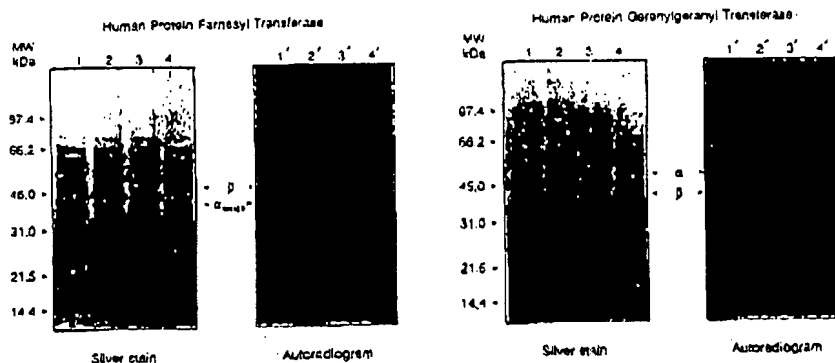 Human Protein Farnesyl Transferase
MW
kDa
1 2 3 4
1' 2' 3' 4'
97.4
66.2
46.0
31.0
21.5
14.4
β
Silver stain
Autoradiogram
Human Protein Geranylgeranyl Transferase
MW
kDa
1 2 3 4
1' 2' 3' 4'
97.4
66.2
45.0
31.0
21.6
14.4
α
β
Silver stain
Autoradiogram